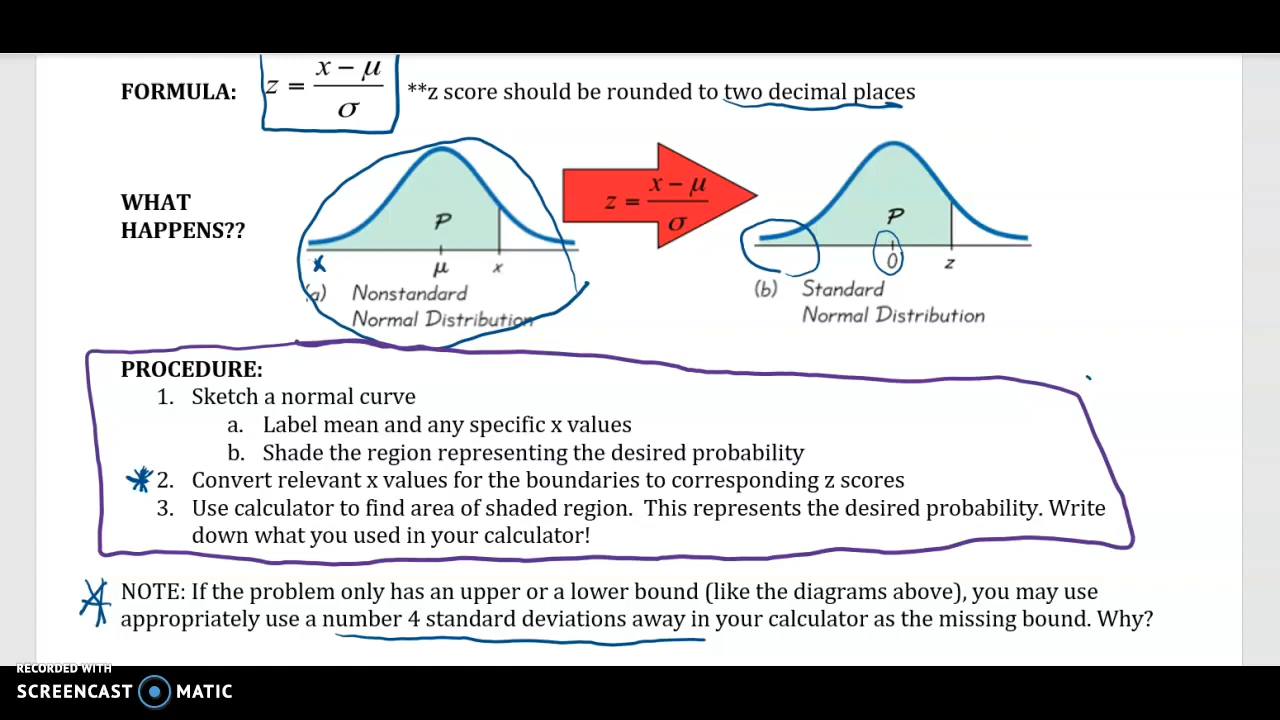 FORMULA: z = x − μ / σ **z score should be rounded to two decimal places
WHAT HAPPENS??
P
μ x
x
(a) Nonstandard
Normal Distribution
z = x − μ / σ
P
0 z
(b) Standard
Normal Distribution
PROCEDURE:
1. Sketch a normal curve
a. Label mean and any specific x values
b. Shade the region representing the desired probability
2. Convert relevant x values for the boundaries to corresponding z scores
3. Use calculator to find area of shaded region. This represents the desired probability. Write
down what you used in your calculator!
NOTE: If the problem only has an upper or a lower bound (like the diagrams above), you may use
appropriately use a number 4 standard deviations away in your calculator as the missing bound. Why?
RECORDED WITH
SCREENCAST MATIC